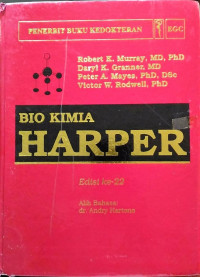 PENERBIT BUKU KEDOKTERAN EGC
Robert K. Murray, MD, PhD
Daryl K. Granner, MD
Peter A. Mayes, PhD, DSc
Victor W. Rodwell, PhD
BIO KIMIA
HARPER
Edisi ke-22
Alih Bahasa:
dr. Andry Hartono